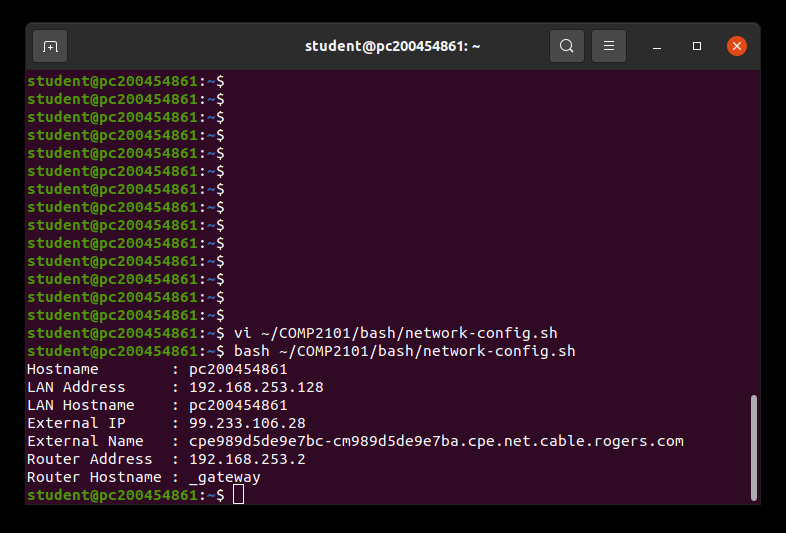 student@pc200454861: ~
student@pc200454861:~$
student@pc200454861:~$
student@pc200454861:~$
student@pc200454861:~$
student@pc200454861:~$
student@pc200454861:~$
student@pc200454861:~$
student@pc200454861:~$
student@pc200454861:~$
student@pc200454861:~$
student@pc200454861:~$
student@pc200454861:~$
student@pc200454861:~$
student@pc200454861:~$
student@pc200454861:~$ vi ~/COMP2101/bash/network-config.sh
student@pc200454861:~$ bash ~/COMP2101/bash/network-config.sh
Hostname        : pc200454861
LAN Address     : 192.168.253.128
LAN Hostname    : pc200454861
External IP     : 99.233.106.28
External Name   : cpe989d5de9e7bc-cm989d5de9e7ba.cpe.net.cable.rogers.com
Router Address  : 192.168.253.2
Router Hostname : _gateway
student@pc200454861:~$